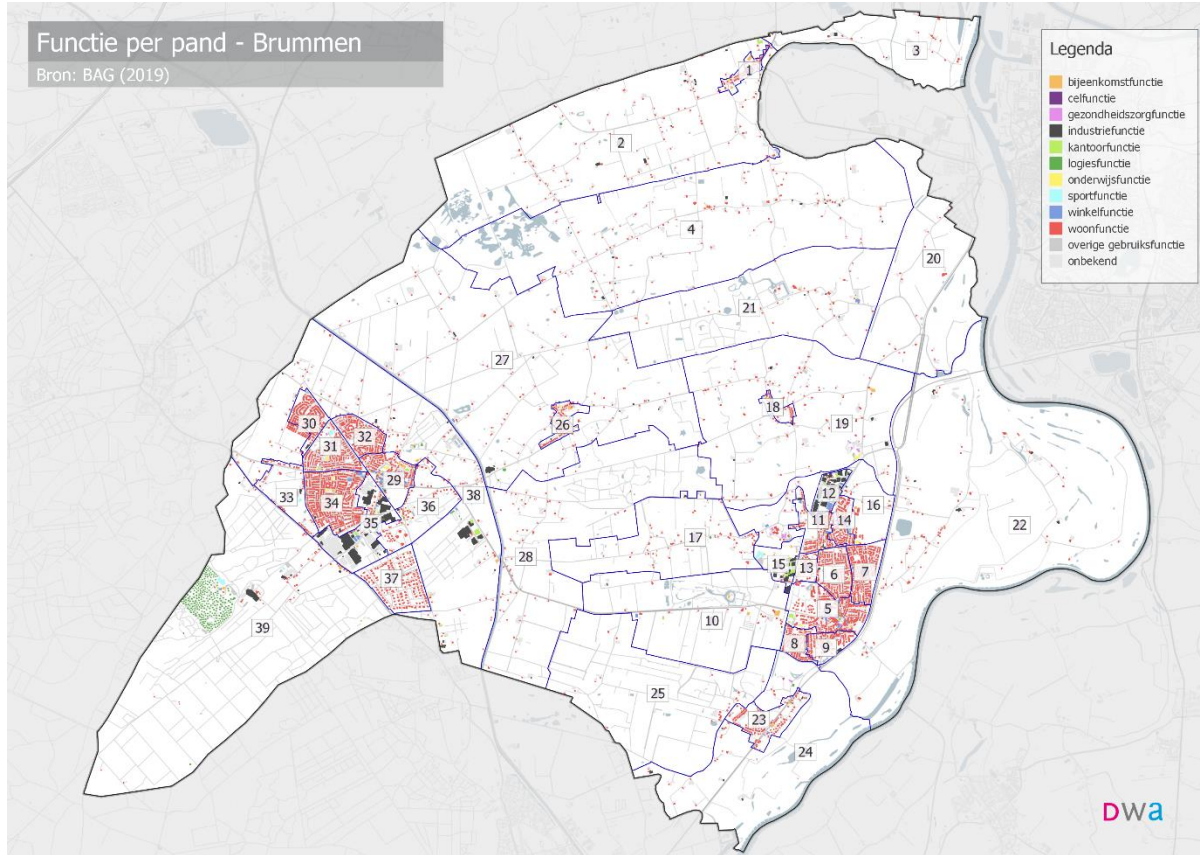 Functie per pand - Brummen
Bron: BAG (2019)
Legenda
bijeenkomstfunctie
celfunctie
gezondheidszorgfunctie
industriefunctie
kantoorfunctie
logiesfunctie
onderwijsfunctie
sportfunctie
winkelfunctie
woonfunctie
overige gebruiksfunctie
onbekend
3
1
2
4
20
21
27
18
26
19
30
32
31
29
12
33
34
36
38
16
11
14
22
35
17
28
15
13
6
7
37
39
5
10
8
9
25
23
24
DWa